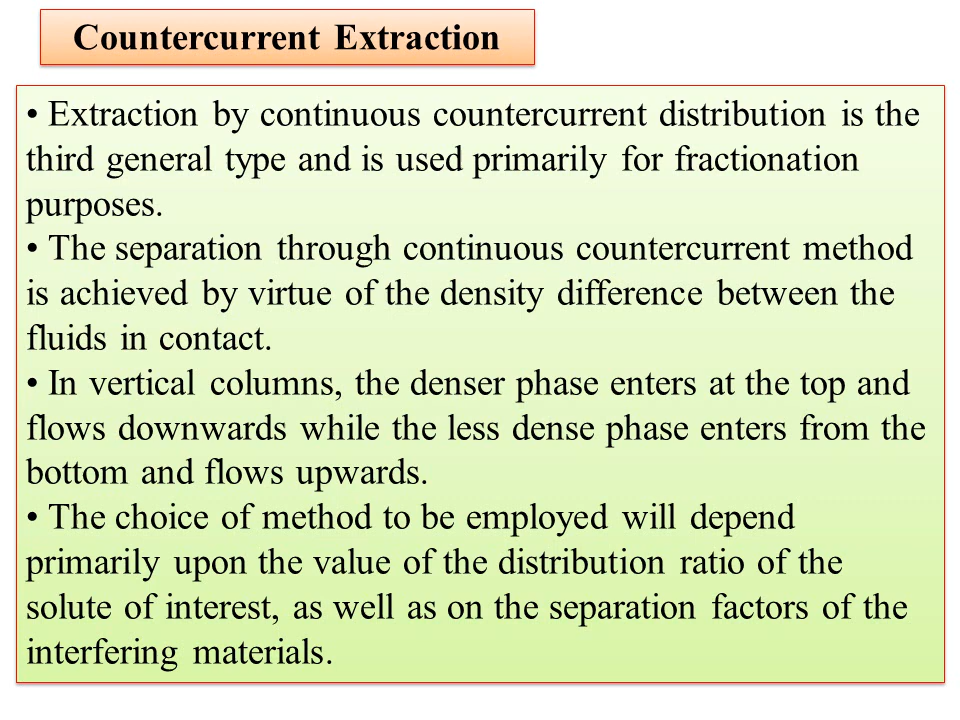 Countercurrent Extraction
• Extraction by continuous countercurrent distribution is the
third general type and is used primarily for fractionation
purposes.
• The separation through continuous countercurrent method
is achieved by virtue of the density difference between the
fluids in contact.
• In vertical columns, the denser phase enters at the top and
flows downwards while the less dense phase enters from the
bottom and flows upwards.
• The choice of method to be employed will depend
primarily upon the value of the distribution ratio of the
solute of interest, as well as on the separation factors of the
interfering materials.